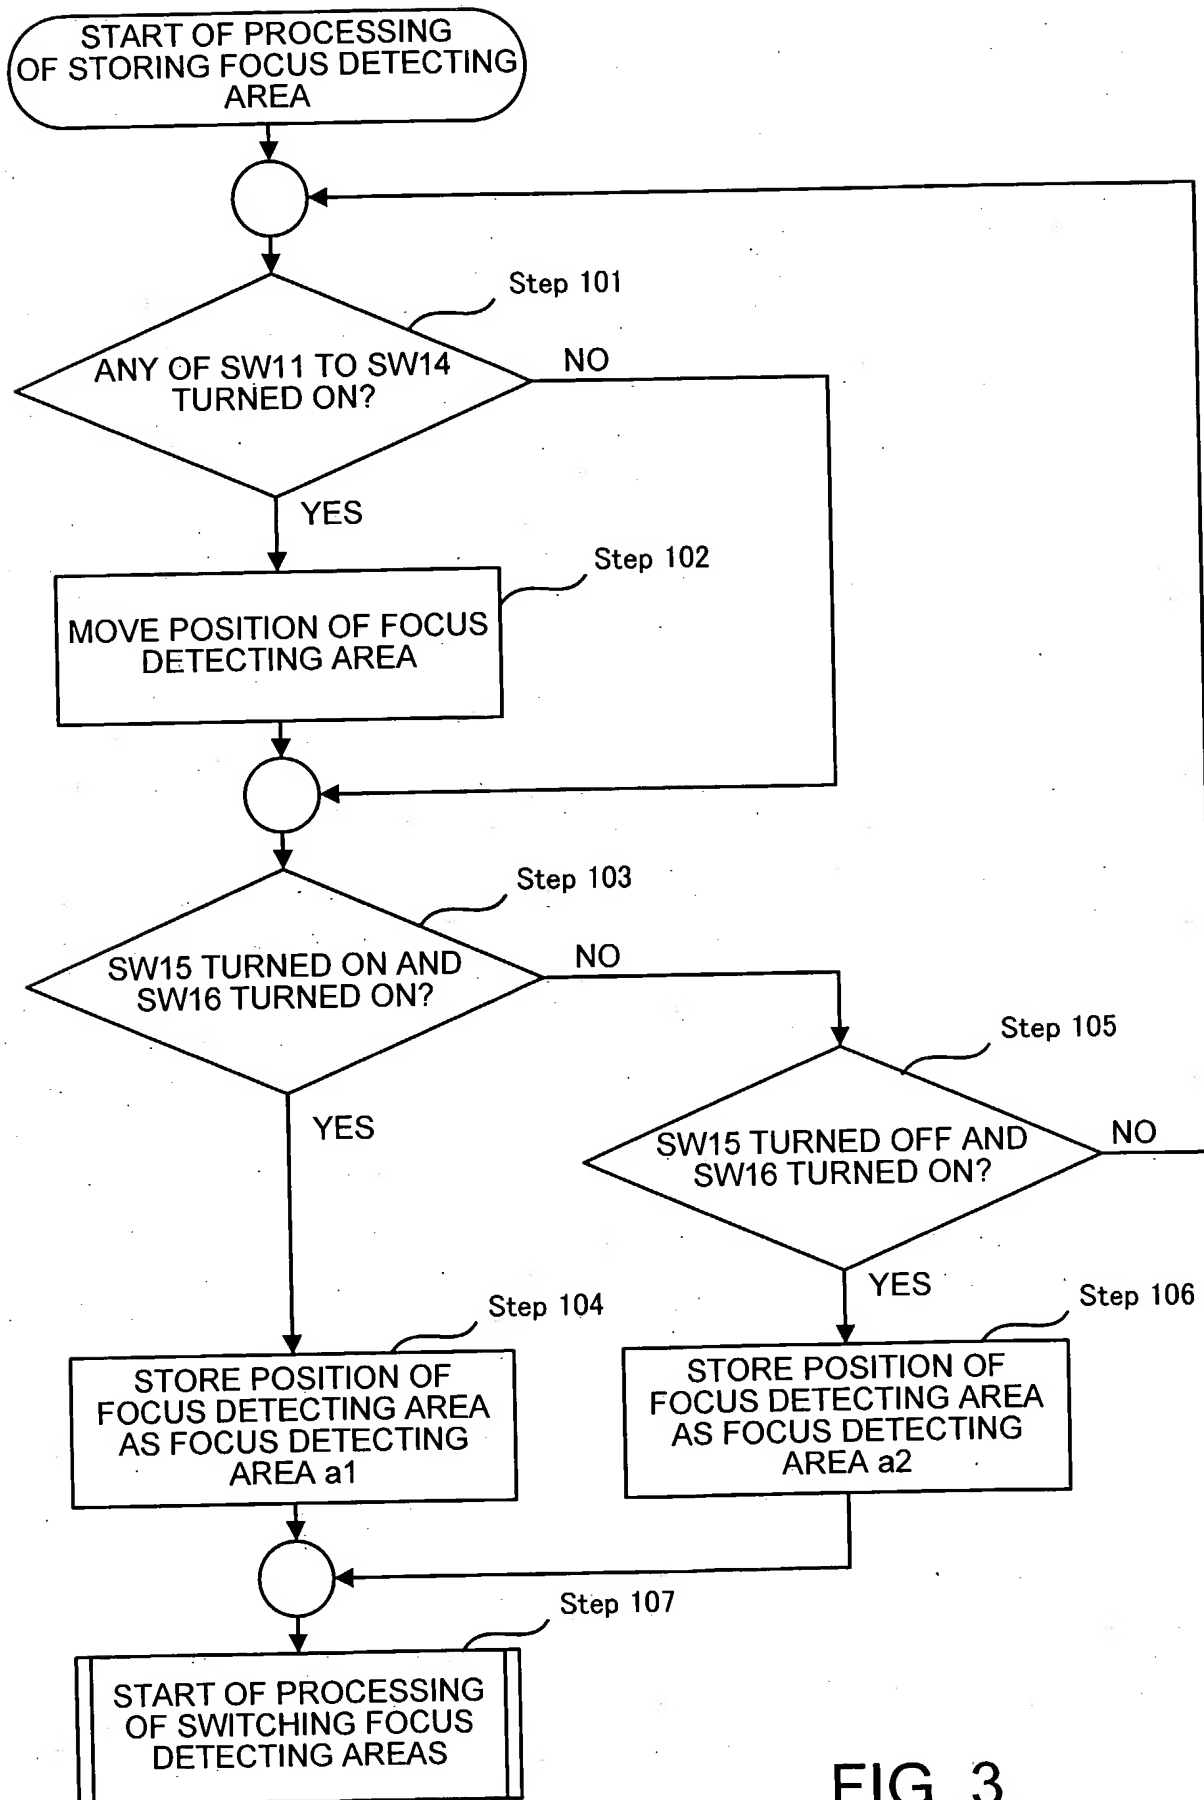 START OF PROCESSING
OF STORING FOCUS DETECTING
AREA
Step 101
ANY OF SW11 TO SW14
TURNED ON?
NO
YES
Step 102
MOVE POSITION OF FOCUS
DETECTING AREA
Step 103
SW15 TURNED ON AND
SW16 TURNED ON?
NO
YES
Step 105
SW15 TURNED OFF AND
SW16 TURNED ON?
NO
YES
Step 104
STORE POSITION OF
FOCUS DETECTING AREA
AS FOCUS DETECTING
AREA a1
Step 106
STORE POSITION OF
FOCUS DETECTING AREA
AS FOCUS DETECTING
AREA a2
Step 107
START OF PROCESSING
OF SWITCHING FOCUS
DETECTING AREAS
FIG. 3